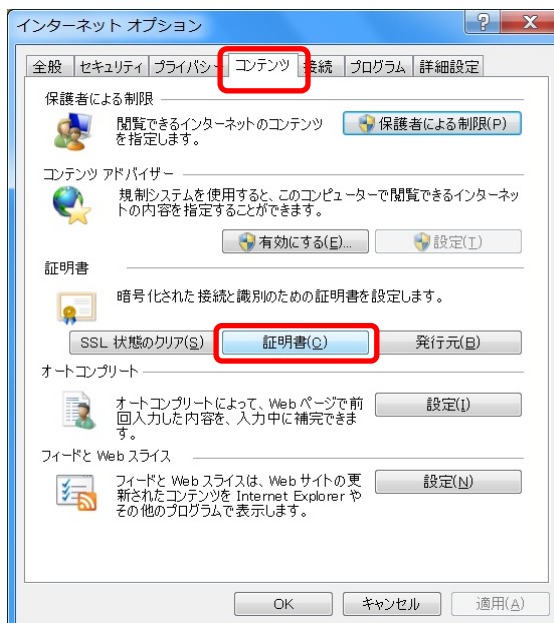 インターネット オプション
全般 セキュリティ プライバシー コンテンツ 接続 プログラム 詳細設定
保護者による制限
閲覧できるインターネットのコンテンツ
を指定します。
保護者による制限(P)
コンテンツ アドバイザー
規制システムを使用すると、このコンピューターで閲覧できるインターネッ
トの内容を指定することができます。
有効にする(E)... 設定(T)
証明書
暗号化された接続と識別のための証明書を設定します。
SSL 状態のクリア(S) 証明書(C) 発行元(B)
オートコンプリート
オートコンプリートによって、Web ページで前
回入力した内容を、入力中に補完できま
す。
設定(I)
フィードと Web スライス
フィードと Web スライスは、Web サイトの更
新されたコンテンツを Internet Explorer や
その他のプログラムで表示します。
設定(N)
OK キャンセル 適用(A)